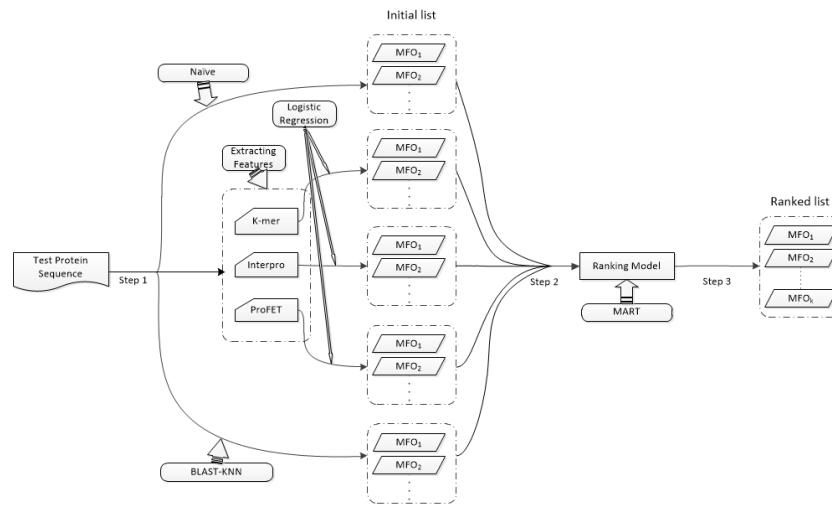 Initial list
Naïve
MFO1
MFO2
Logistic
Regression
Extracting
Features
MFO1
MFO2
K-mer
Ranked list
MFO1
MFO2
MFOk
Test Protein
Sequence
Step 1
Interpro
MFO1
MFO2
Step 2
Ranking Model
Step 3
MART
ProFET
MFO1
MFO2
BLAST-KNN
MFO1
MFO2